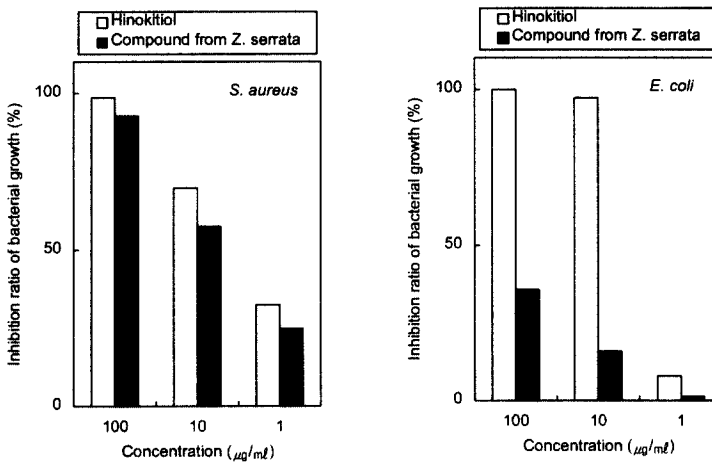 Hinokitiol
Compound from Z. serrata
S. aureus
Inhibition ratio of bacterial growth (%)
100
50
0
100 10 1
Concentration (µg/mℓ)
Hinokitiol
Compound from Z. serrata
E. coli
Inhibition ratio of bacterial growth (%)
100
50
0
100 10 1
Concentration (µg/mℓ)